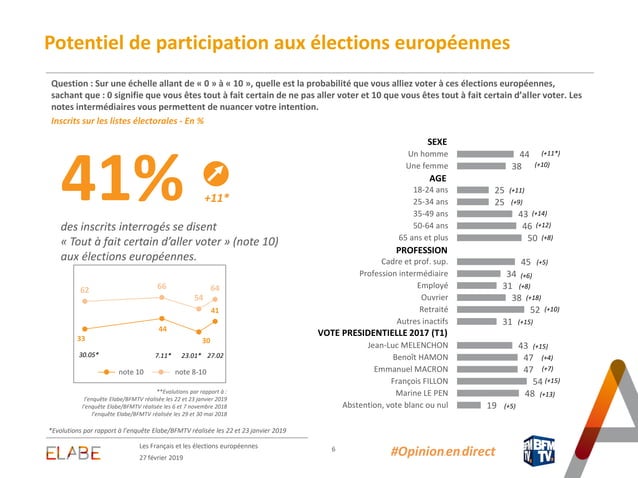 Potentiel de participation aux élections européennes
Question : Sur une échelle allant de « 0 » à « 10 », quelle est la probabilité que vous alliez voter à ces élections européennes,
sachant que : 0 signifie que vous êtes tout à fait certain de ne pas aller voter et 10 que vous êtes tout à fait certain d'aller voter. Les
notes intermédiaires vous permettent de nuancer votre intention.
Inscrits sur les listes électorales - En %
41%
+11*
des inscrits interrogés se disent
« Tout à fait certain d'aller voter » (note 10)
aux élections européennes.
62 66 54 64
33 44 30 41
30.05* 7.11* 23.01* 27.02
note 10 note 8-10
**Evolutions par rapport à :
l'enquête Elabe/BFMTV réalisée les 22 et 23 janvier 2019
l'enquête Elabe/BFMTV réalisée les 6 et 7 novembre 2018
l'enquête Elabe/BFMTV réalisée les 29 et 30 mai 2018
SEXE
Un homme 44 (+11*)
Une femme 38 (+10)
AGE
18-24 ans 25 (+11)
25-34 ans 25 (+9)
35-49 ans 43 (+14)
50-64 ans 46 (+12)
65 ans et plus 50 (+8)
PROFESSION
Cadre et prof. sup. 45 (+5)
Profession intermédiaire 34 (+6)
Employé 31 (+8)
Ouvrier 38 (+18)
Retraité 52 (+10)
Autres inactifs 31 (+15)
VOTE PRESIDENTIELLE 2017 (T1)
Jean-Luc MELENCHON 43 (+15)
Benoît HAMON 47 (+4)
Emmanuel MACRON 47 (+7)
François FILLON 54 (+15)
Marine LE PEN 48 (+13)
Abstention, vote blanc ou nul 19 (+5)
*Evolutions par rapport à l'enquête Elabe/BFMTV réalisée les 22 et 23 janvier 2019
ELABE
Les Français et les élections européennes
27 février 2019
6
#Opinionendirect
BFM
TV.